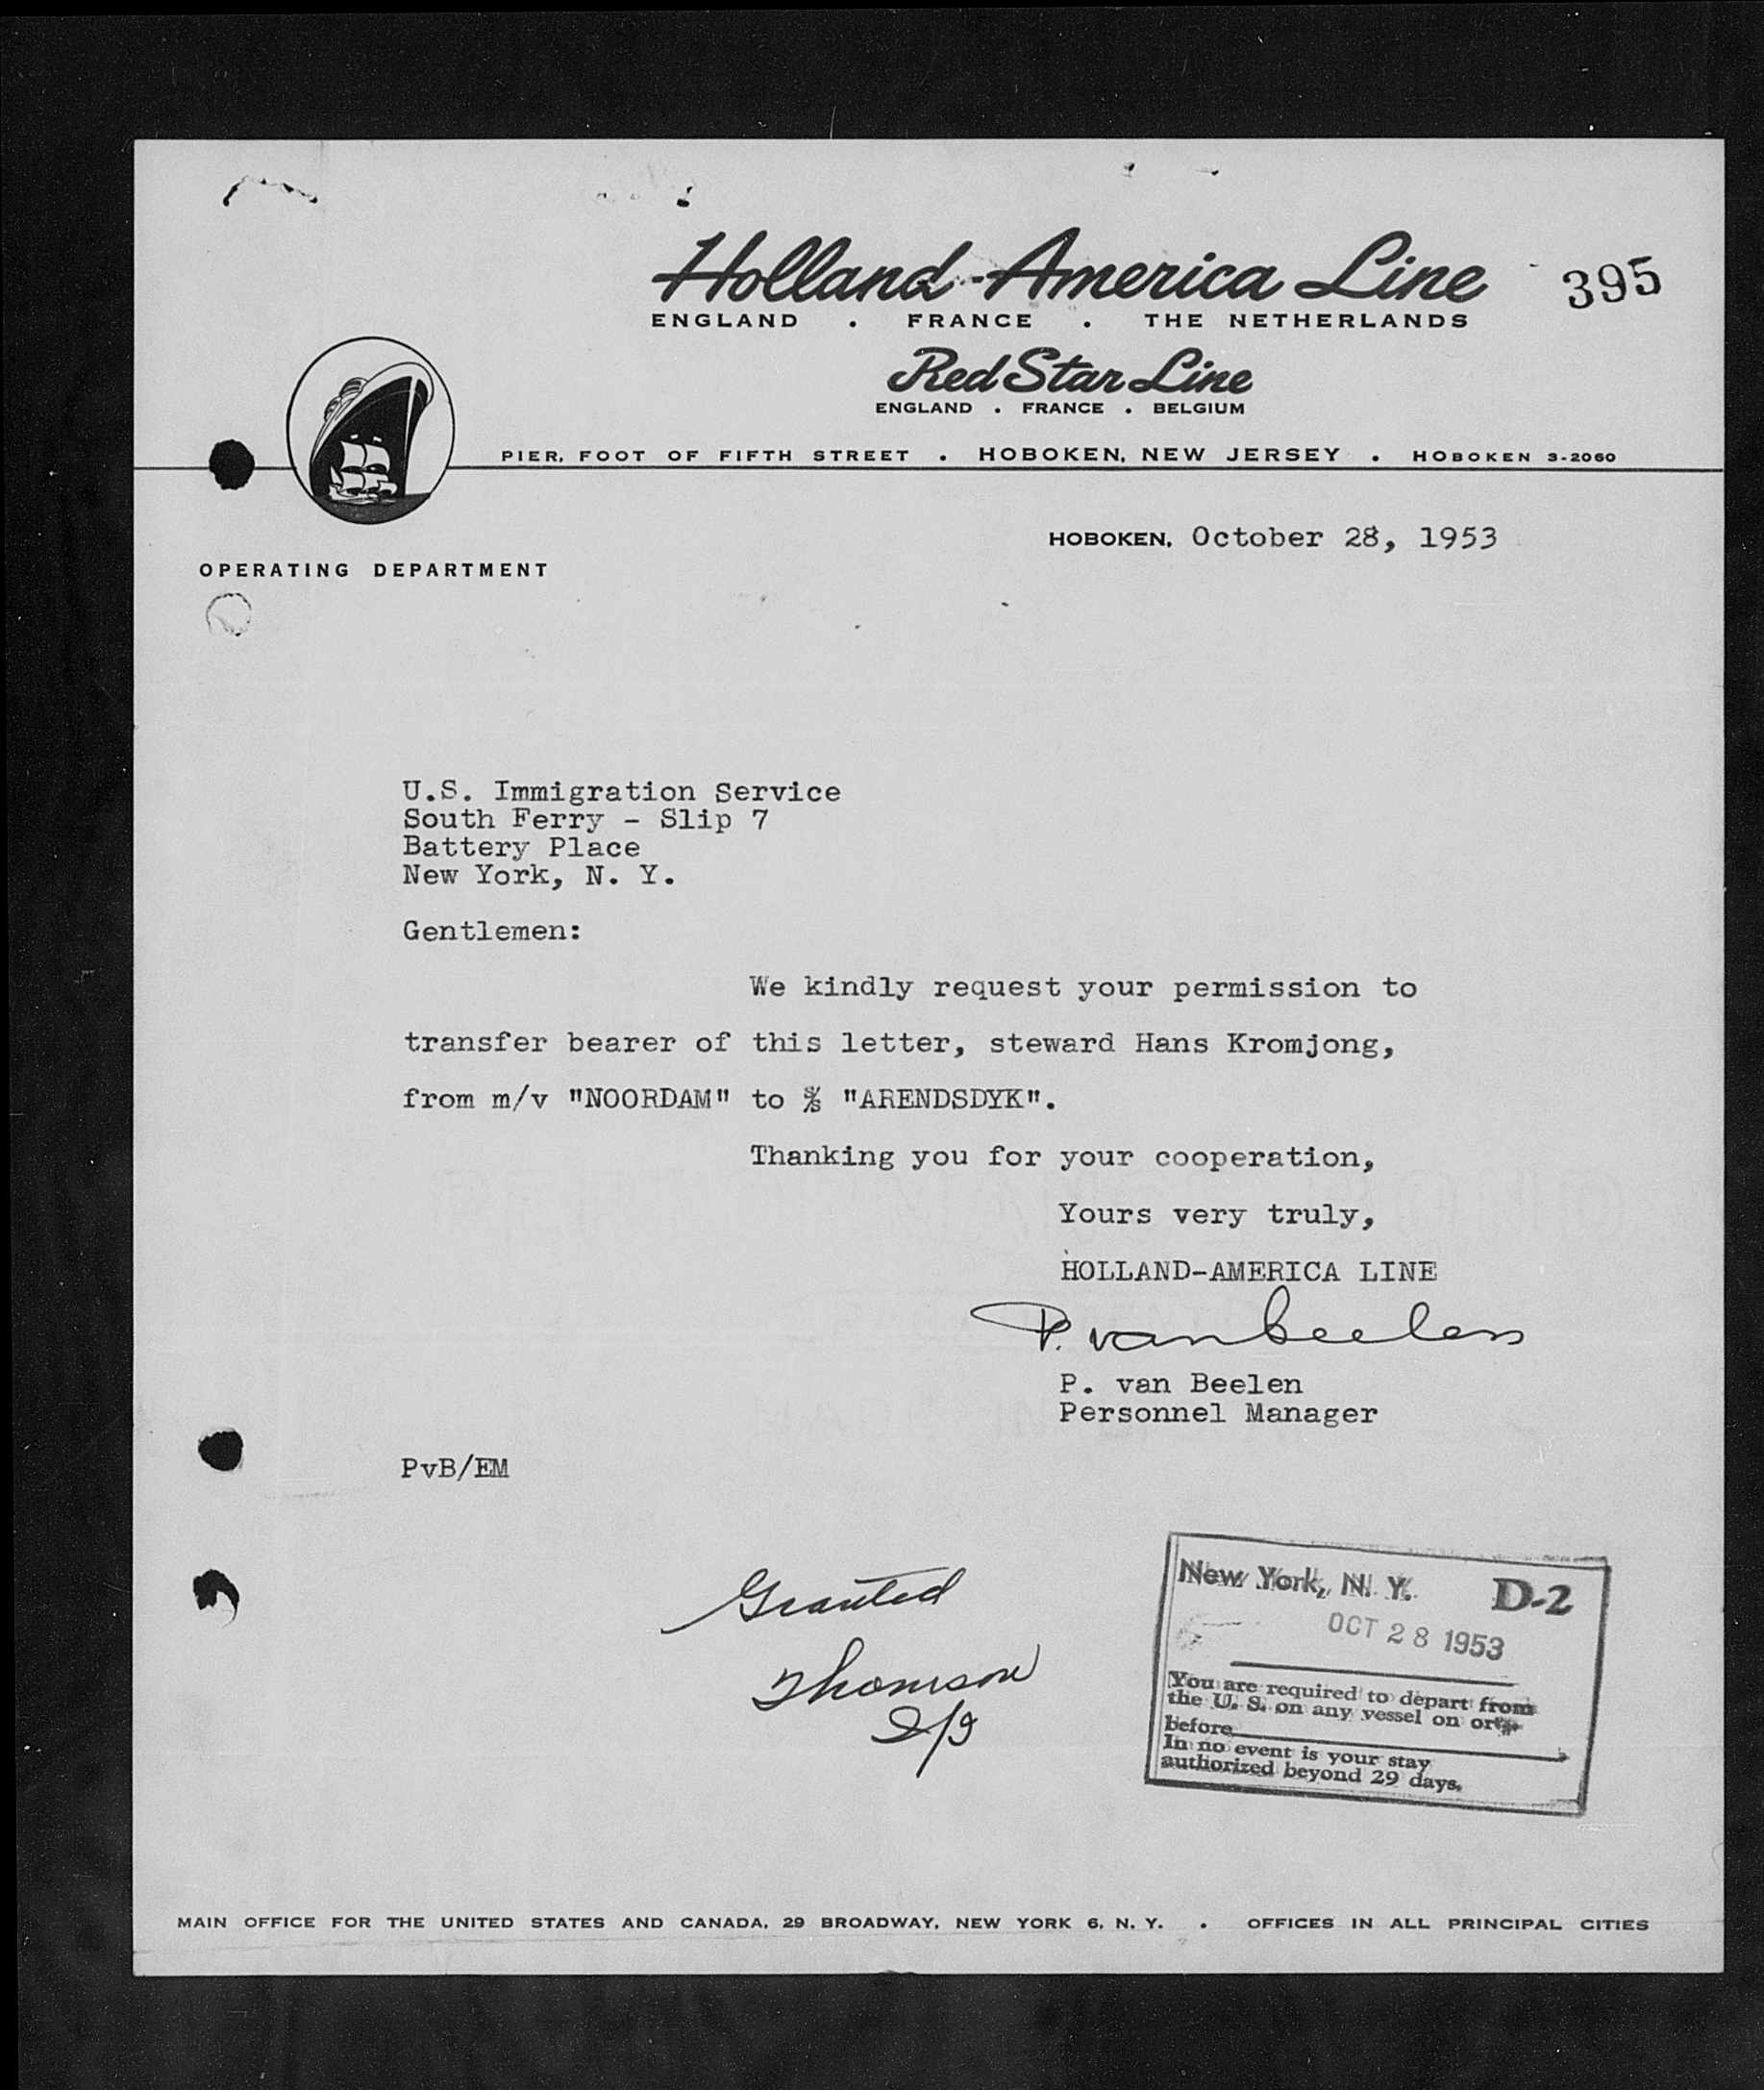 Holland-America Line
395
ENGLAND . FRANCE . THE NETHERLANDS
Red Star Line
ENGLAND . FRANCE . BELGIUM
PIER, FOOT OF FIFTH STREET . HOBOKEN, NEW JERSEY . HOBOKEN 3-2060
HOBOKEN, October 28, 1953
OPERATING DEPARTMENT
U.S. Immigration Service
South Ferry - Slip 7
Battery Place
New York, N. Y.
Gentlemen:
We kindly request your permission to
transfer bearer of this letter, steward Hans Kromjong,
from m/v "NOORDAM" to "ARENDSDYK".
Thanking you for your cooperation,
Yours very truly,
HOLLAND-AMERICA LINE
P. van Beelen
P. van Beelen
Personnel Manager
PvB/EM
Granted
Thomson
New York, N. Y. D-2
OCT 28 1953
You are required to depart from
the U. S. on any vessel on or
before
In no event is your stay
authorized beyond 29 days.
MAIN OFFICE FOR THE UNITED STATES AND CANADA, 29 BROADWAY, NEW YORK 6, N. Y. . OFFICES IN ALL PRINCIPAL CITIES